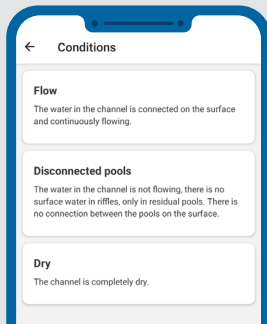 ← Conditions
Flow
The water in the channel is connected on the surface
and continuously flowing.
Disconnected pools
The water in the channel is not flowing, there is no
surface water in riffles, only in residual pools. There is
no connection between the pools on the surface.
Dry
The channel is completely dry.